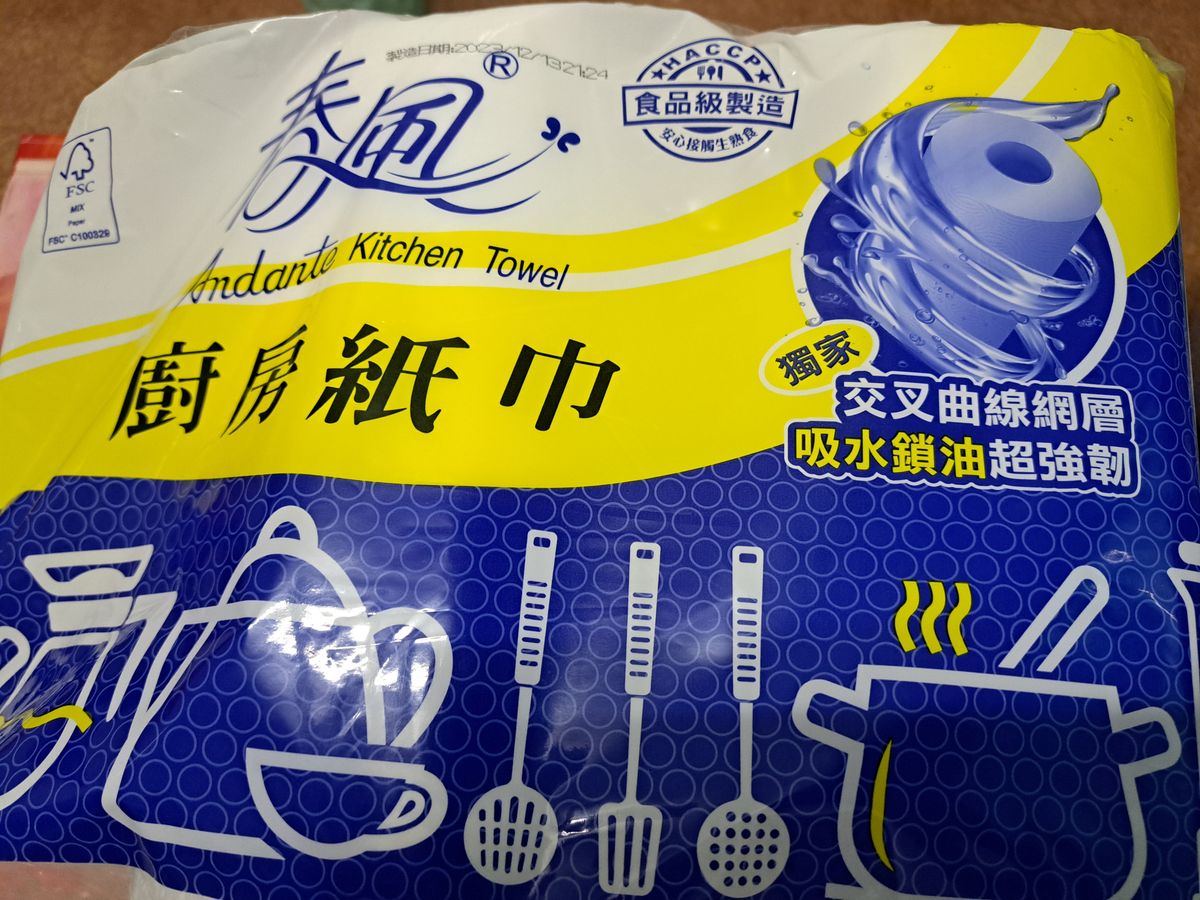 製造日期:2023/12/13 21:24
春風®
HACCP
食品級製造
安心接觸生熟食
FSC
MIX
Paper
FSC™ C100329
Andante Kitchen Towel
廚房紙巾
獨家
交叉曲線網層
吸水鎖油超強韌